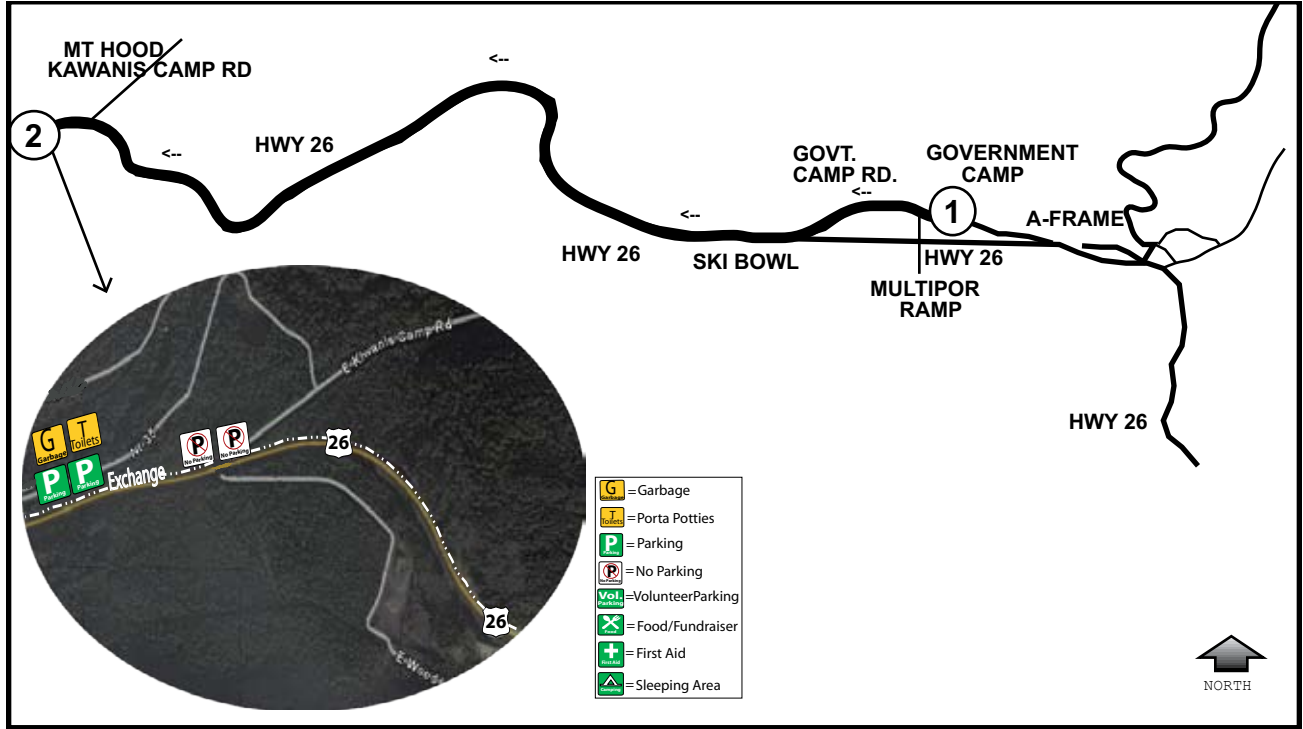 MT HOOD
KAWANIS CAMP RD
<--
2
<--
HWY 26
GOVT.
CAMP RD.
<--
GOVERNMENT
CAMP
1
A-FRAME
<--
HWY 26
SKI BOWL
HWY 26
MULTIPOR
RAMP
HWY 26
E Kiwanis Camp Rd
G
Garbage
T
Toilets
P
Parking
P
Parking
Exchange
P
No Parking
P
No Parking
26
26
G
Garbage
=Garbage
T
Toilets
=Porta Potties
P
Parking
=Parking
P
No Parking
=No Parking
Vol.
Parking
=VolunteerParking
Food
=Food/Fundraiser
First Aid
=First Aid
Camping
=Sleeping Area
NORTH